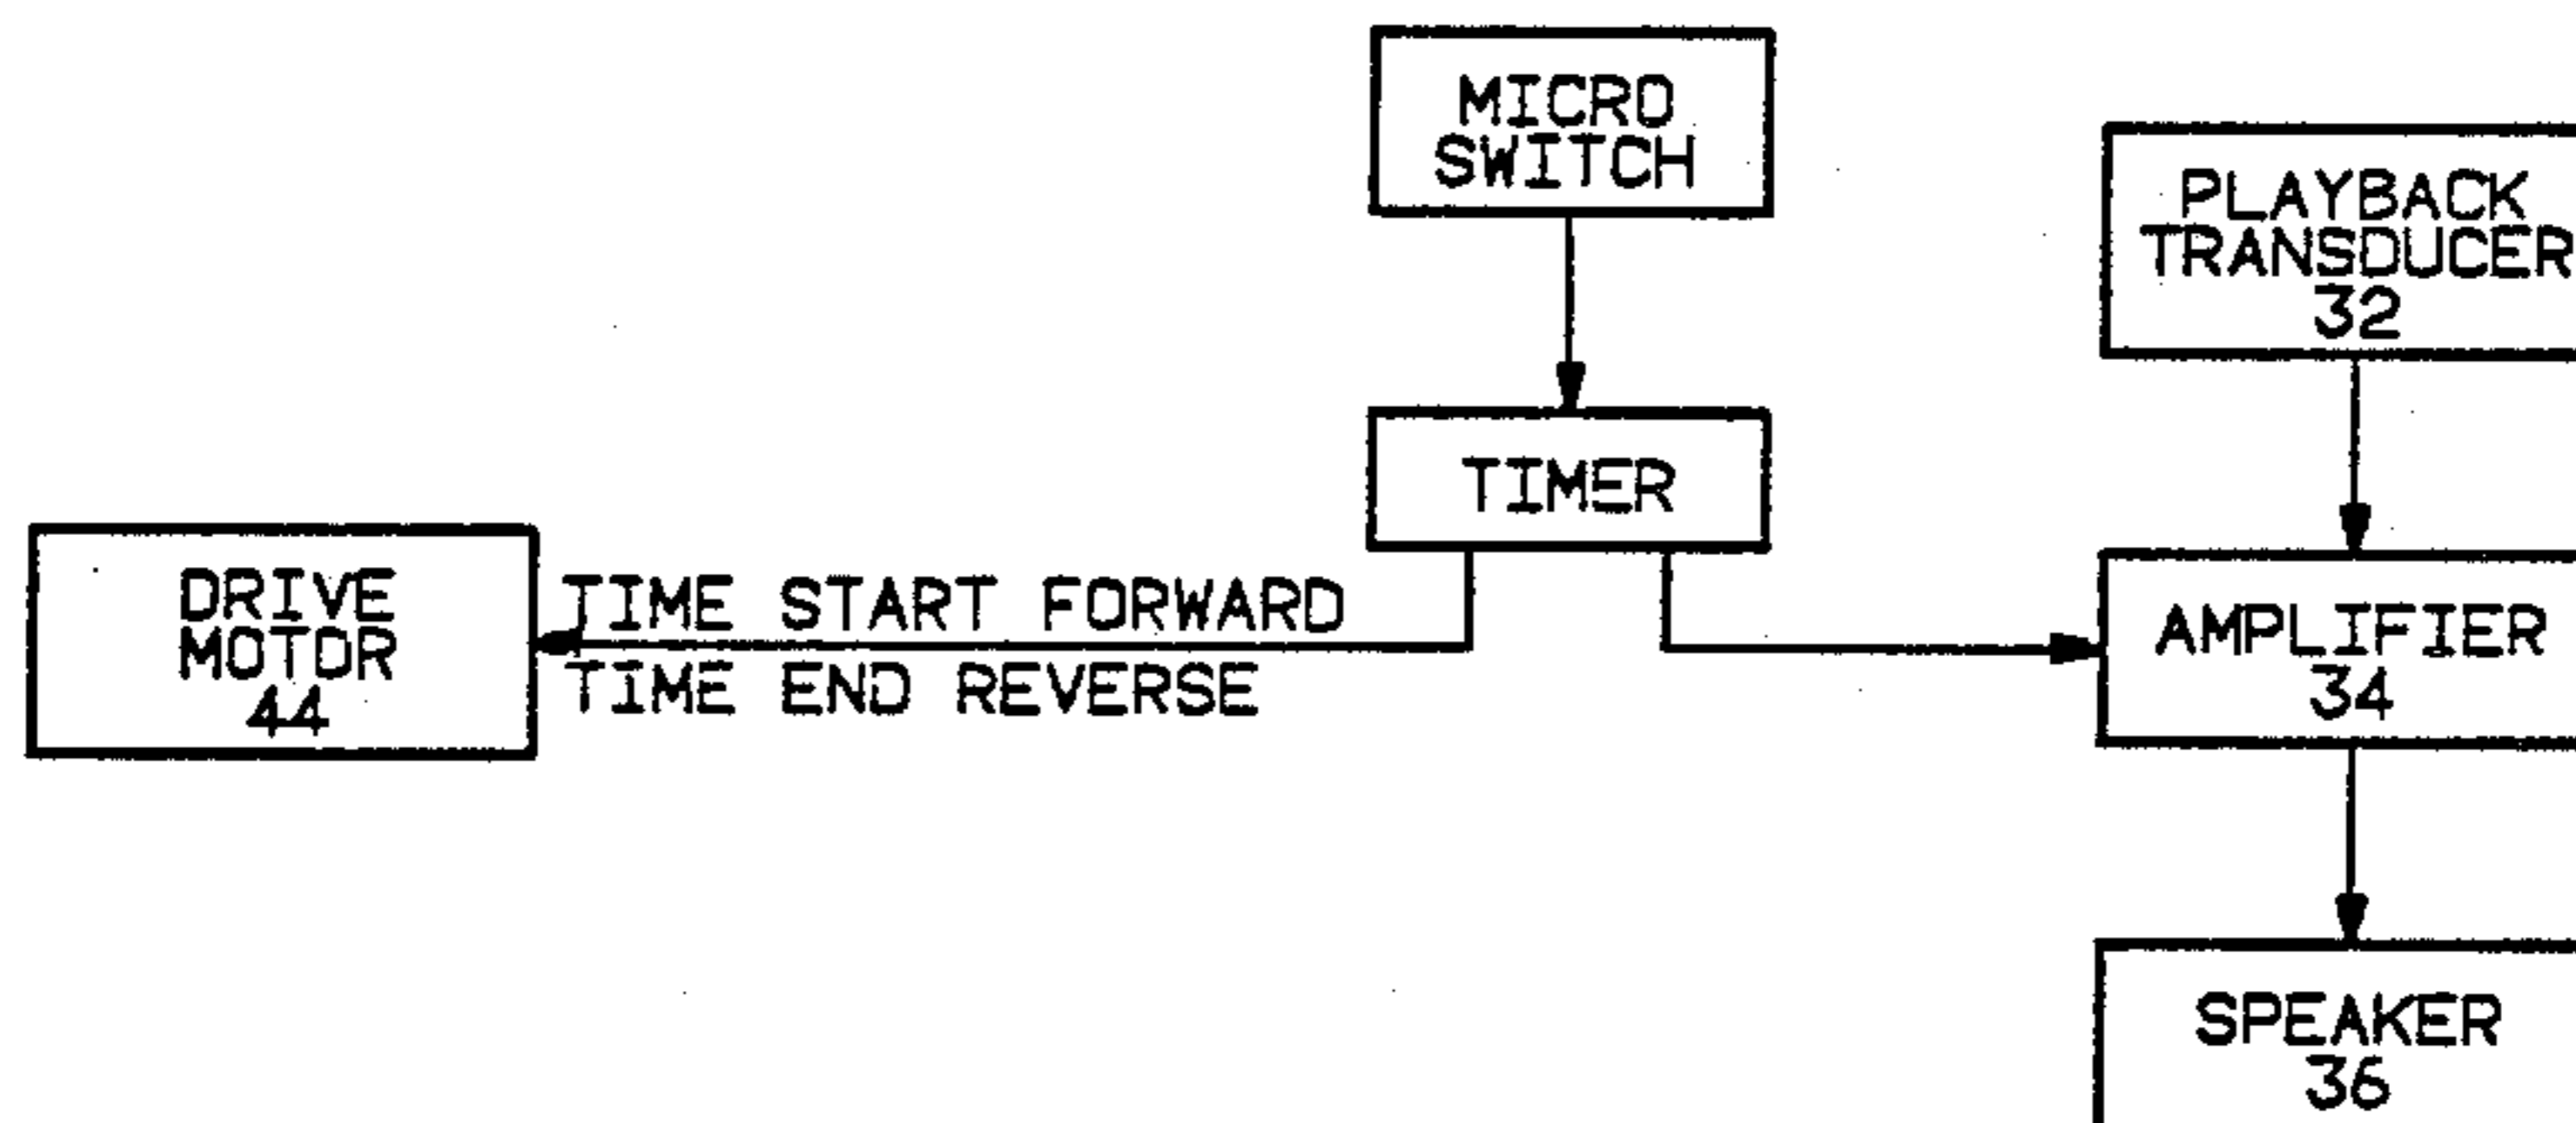 MICRO
SWITCH
PLAYBACK
TRANSDUCER
32
TIMER
DRIVE
MOTOR
44
TIME START FORWARD
TIME END REVERSE
AMPLIFIER
34
SPEAKER
36